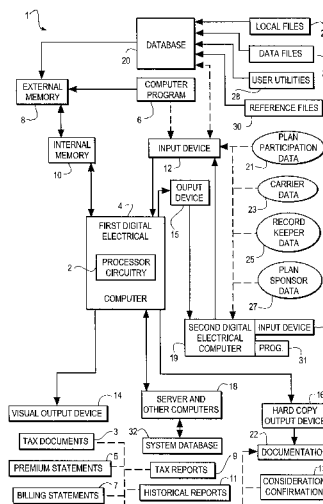 1
DATABASE
20
LOCAL FILES
DATA FILES
USER UTILITIES
28
REFERENCE FILES
30
EXTERNAL
MEMORY
8
COMPUTER
PROGRAM
6
INTERNAL
MEMORY
10
INPUT DEVICE
12
OUPUT
DEVICE
15
PLAN
PARTICIPATION
DATA
21
CARRIER
DATA
23
RECORD
KEEPER
DATA
25
PLAN
SPONSOR
DATA
27
4
FIRST DIGITAL
ELECTRICAL
PROCESSOR
CIRCUITRY
2
COMPUTER
SECOND DIGITAL
ELECTRICAL
COMPUTER
19
INPUT DEVICE
PROG.
31
14
VISUAL OUTPUT DEVICE
18
SERVER AND
OTHER COMPUTERS
16
HARD COPY
OUTPUT DEVICE
32
SYSTEM DATABASE
22
DOCUMENTATION
TAX DOCUMENTS
3
PREMIUM STATEMENTS
5
BILLING STATEMENTS
7
TAX REPORTS
9
HISTORICAL REPORTS
11
CONSIDERATION
CONFIRMATION